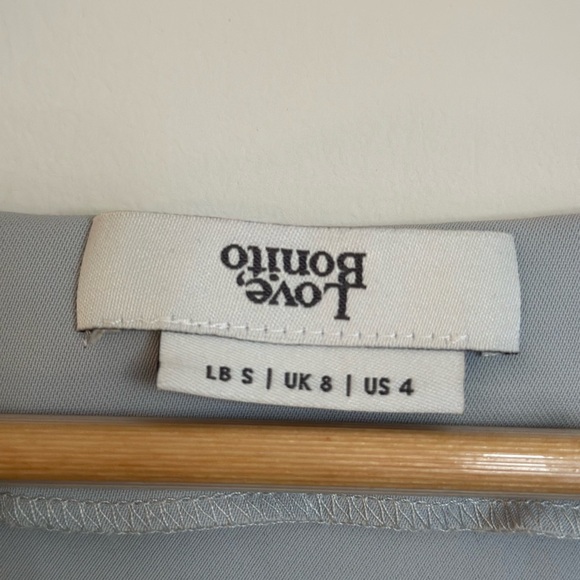 Love,
Bonito
LB S | UK 8 | US 4